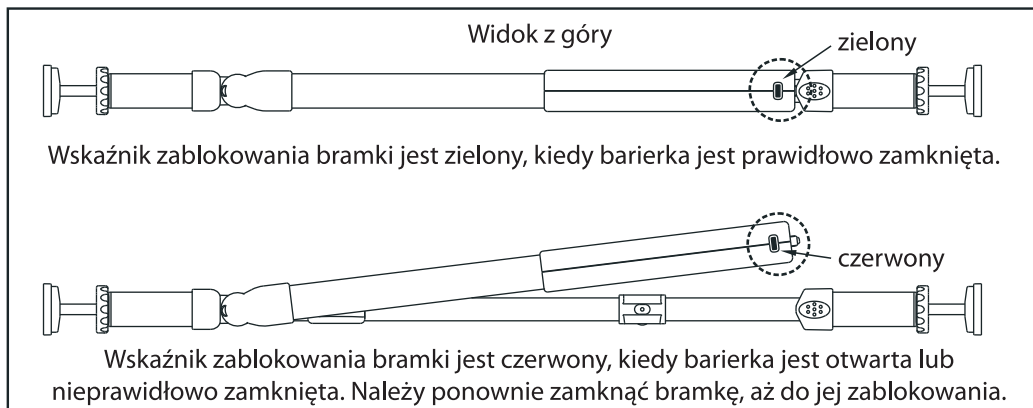 Widok z góry
zielony
Wskaźnik zablokowania bramki jest zielony, kiedy barierka jest prawidłowo zamknięta.
czerwony
Wskaźnik zablokowania bramki jest czerwony, kiedy barierka jest otwarta lub
nieprawidłowo zamknięta. Należy ponownie zamknąć bramkę, aż do jej zablokowania.